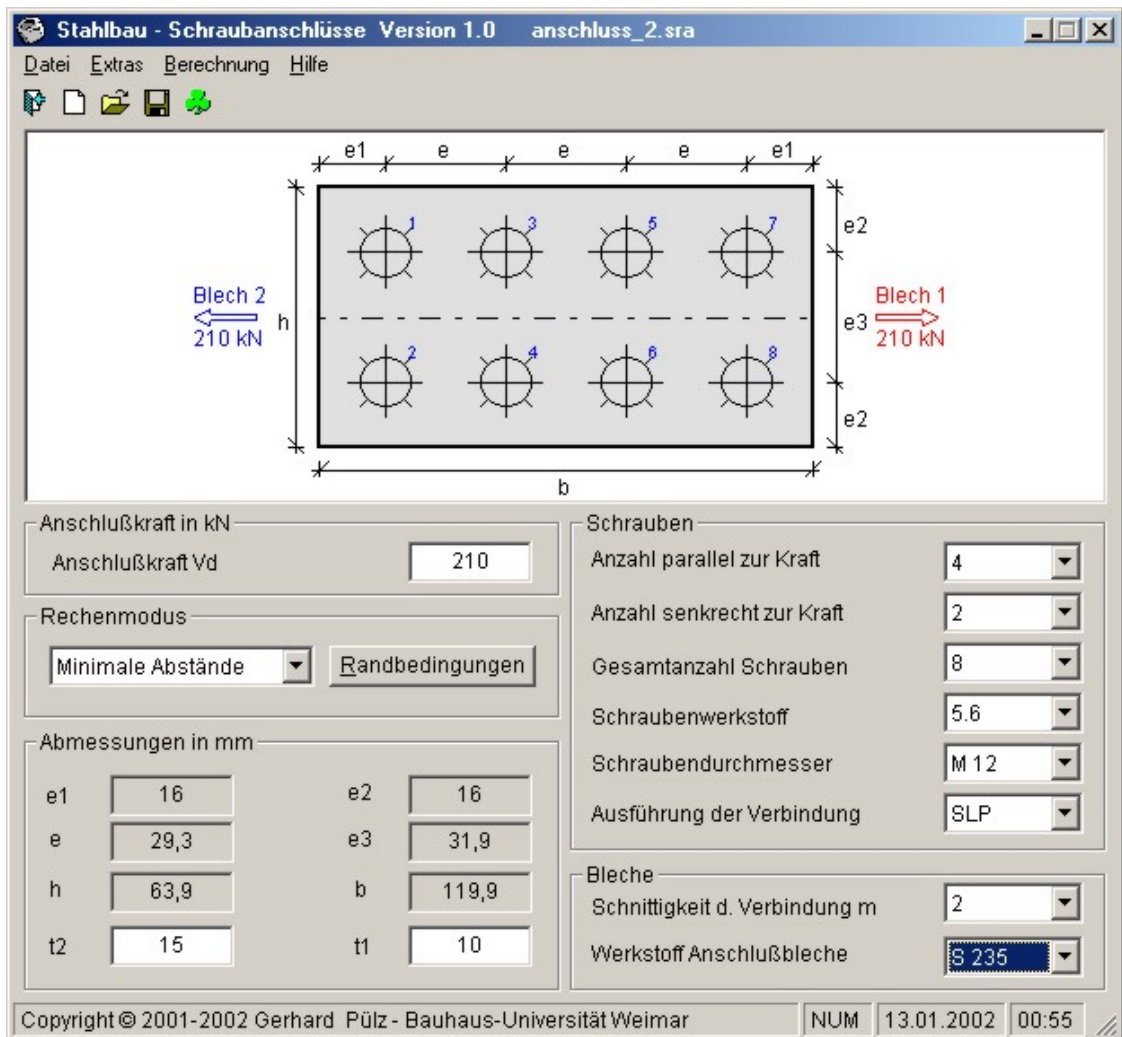 Stahlbau - Schraubanschlüsse Version 1.0 anschluss_2.sra
Datei Extras Berechnung Hilfe
e1 e e e e1
1 3 5 7
e2
Blech 2
210 kN
h
e3
Blech 1
210 kN
2 4 6 8
e2
b
Anschlußkraft in kN
Anschlußkraft Vd 210
Rechenmodus
Minimale Abstände Randbedingungen
Abmessungen in mm
e1 16 e2 16
e 29,3 e3 31,9
h 63,9 b 119,9
t2 15 t1 10
Schrauben
Anzahl parallel zur Kraft 4
Anzahl senkrecht zur Kraft 2
Gesamtanzahl Schrauben 8
Schraubenwerkstoff 5.6
Schraubendurchmesser M 12
Ausführung der Verbindung SLP
Bleche
Schnittigkeit d. Verbindung m 2
Werkstoff Anschlußbleche S 235
Copyright © 2001-2002 Gerhard Pülz - Bauhaus-Universität Weimar NUM 13.01.2002 00:55